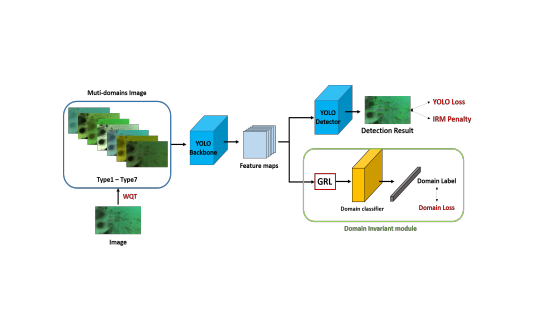 Muti-domains Image
Type1 – Type7
WQT
Image
YOLO
Backbone
Feature maps
YOLO
Detector
Detection Result
YOLO Loss
IRM Penalty
GRL
Domain classifier
Domain Label
Domain Loss
Domain Invariant module